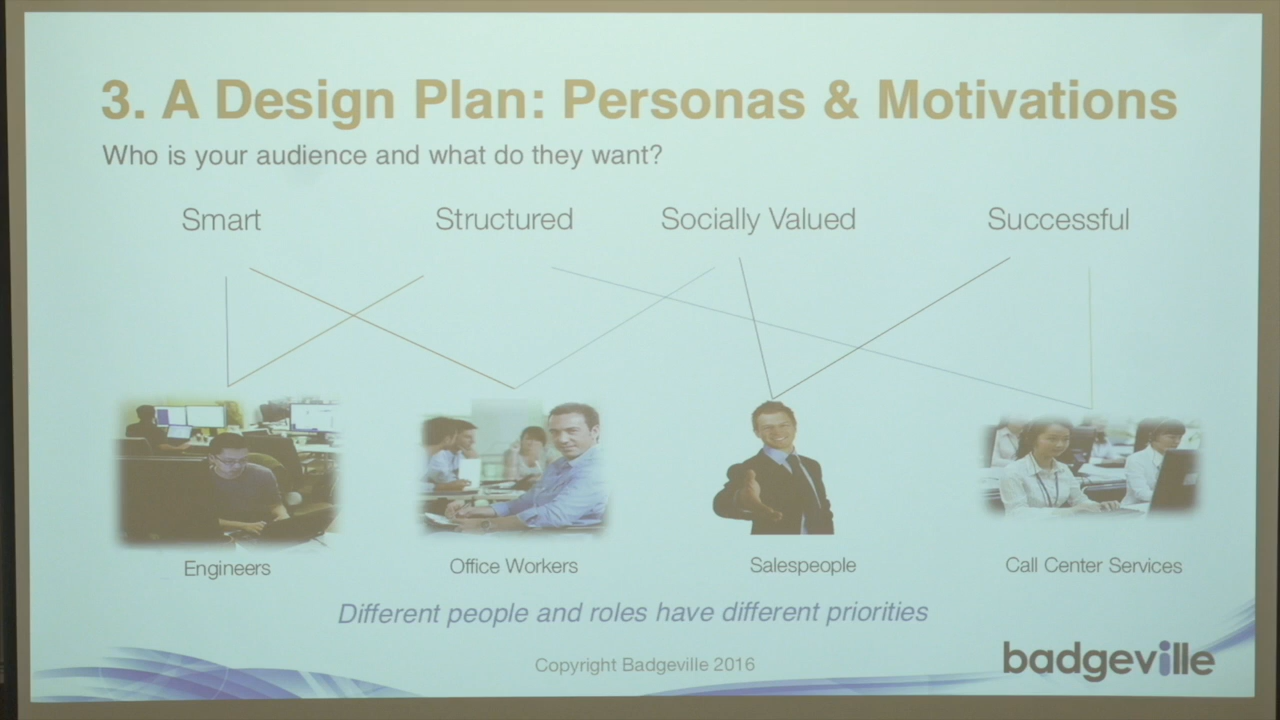 3. A Design Plan: Personas & Motivations
Who is your audience and what do they want?
Smart Structured Socially Valued Successful
Engineers Office Workers Salespeople Call Center Services
Different people and roles have different priorities
Copyright Badgeville 2016
badgeville